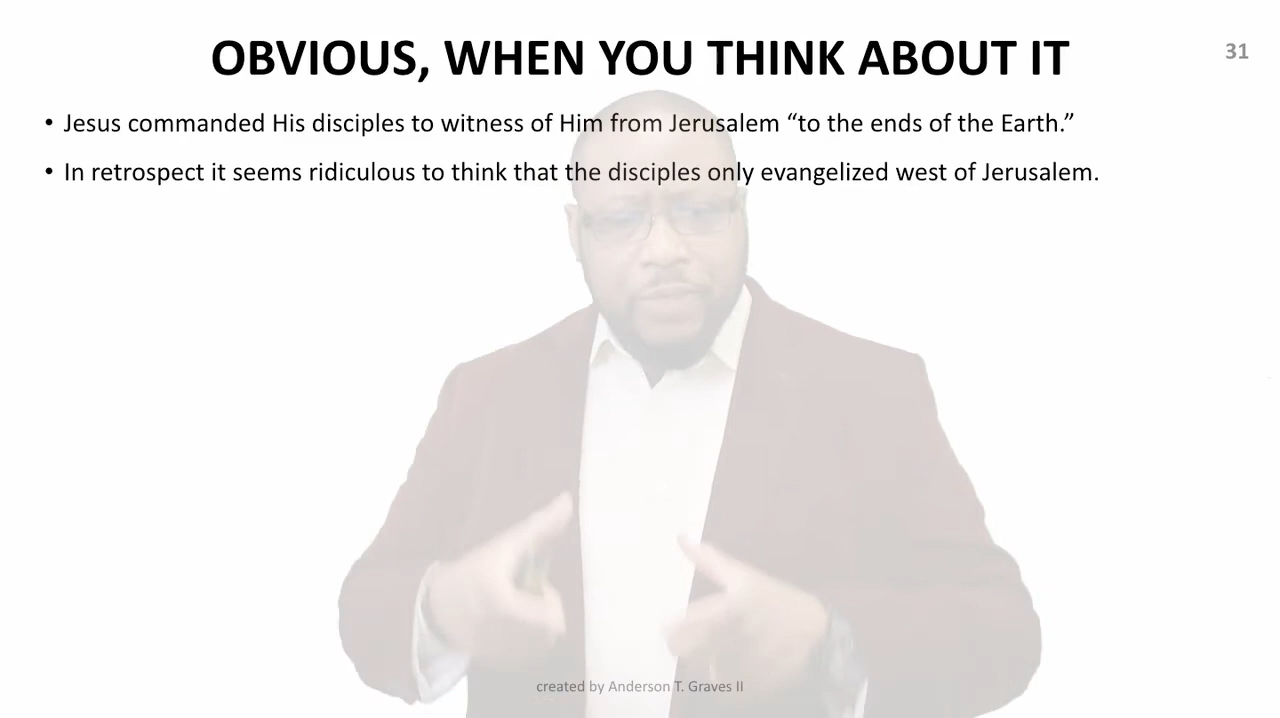 OBVIOUS, WHEN YOU THINK ABOUT IT
31
• Jesus commanded His disciples to witness of Him from Jerusalem “to the ends of the Earth.”
• In retrospect it seems ridiculous to think that the disciples only evangelized west of Jerusalem.
created by Anderson T. Graves II